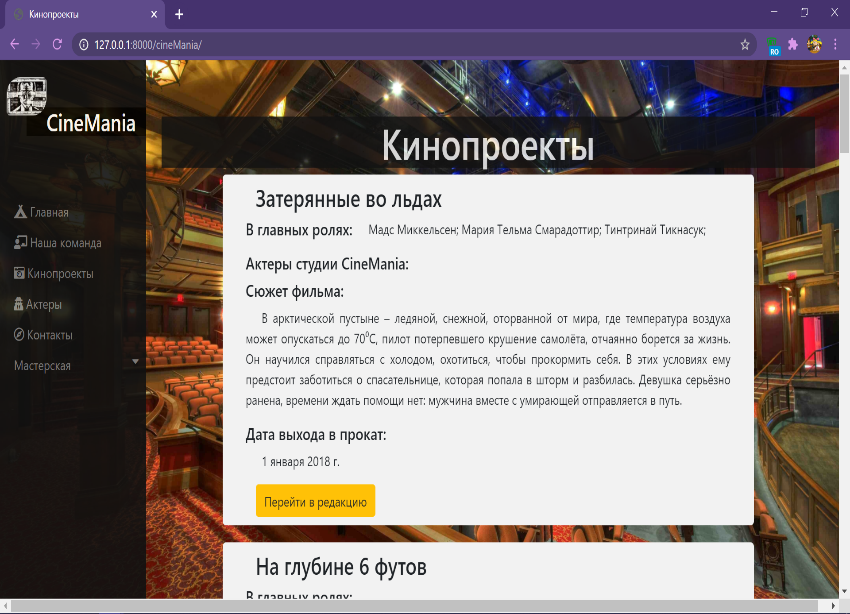 Кинопроекты
127.0.0.1:8000/cineMania/
RO
CineMania
Главная
Наша команда
Кинопроекты
Актеры
Контакты
Мастерская
Кинопроекты
Затерянные во льдах
В главных ролях: Мадс Миккельсен; Мария Тельма Смарадоттир; Тинтринай Тикнасук;
Актеры студии CineMania:
Сюжет фильма:
В арктической пустыне – ледяной, снежной, оторванной от мира, где температура воздуха
может опускаться до 70⁰С, пилот потерпевшего крушение самолёта, отчаянно борется за жизнь.
Он научился справляться с холодом, охотиться, чтобы прокормить себя. В этих условиях ему
предстоит заботиться о спасательнице, которая попала в шторм и разбилась. Девушка серьёзно
ранена, времени ждать помощи нет: мужчина вместе с умирающей отправляется в путь.
Дата выхода в прокат:
1 января 2018 г.
Перейти в редакцию
На глубине 6 футов
В главных ролях: